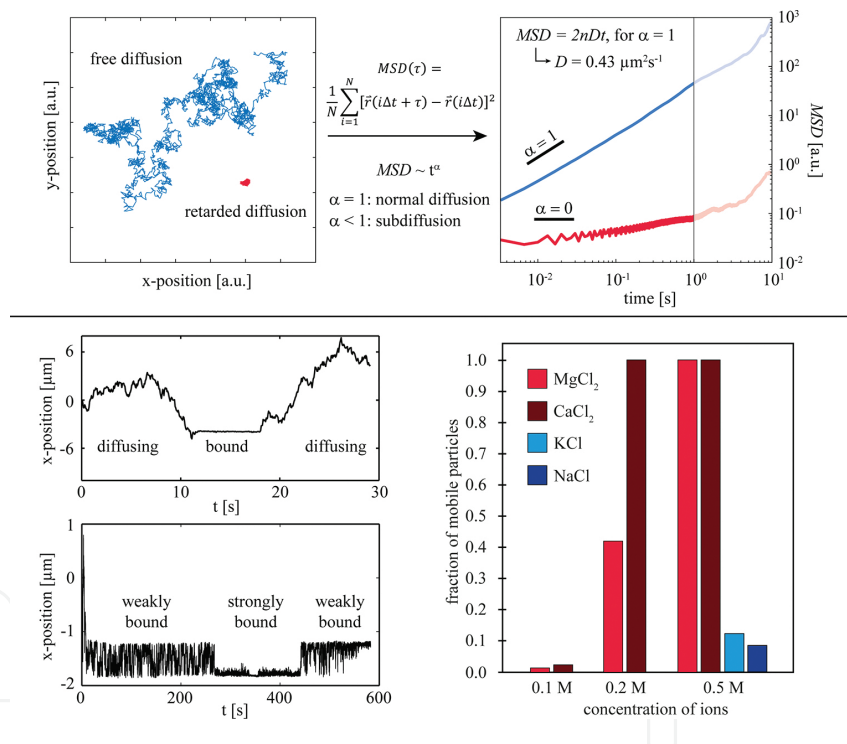 free diffusion
retarded diffusion
y-position [a.u.]
x-position [a.u.]
MSD(τ) =
1/N ∑ᵢ₌₁ᴺ [r⃗(iΔt + τ) − r⃗(iΔt)]²
MSD ~ tᵅ
α = 1: normal diffusion
α < 1: subdiffusion
MSD = 2nDt, for α = 1
D = 0.43 µm²s⁻¹
α = 1
α = 0
10³
10²
10¹
10⁰
10⁻¹
10⁻²
MSD [a.u.]
10⁻² 10⁻¹ 10⁰ 10¹
time [s]
x-position [µm]
6
0
-6
diffusing bound diffusing
0 10 20 30
t [s]
x-position [µm]
1
0
-1
-2
weakly bound
strongly bound
weakly bound
0 200 400 600
t [s]
fraction of mobile particles
1.0
0.9
0.8
0.7
0.6
0.5
0.4
0.3
0.2
0.1
0.0
MgCl₂
CaCl₂
KCl
NaCl
0.1 M 0.2 M 0.5 M
concentration of ions